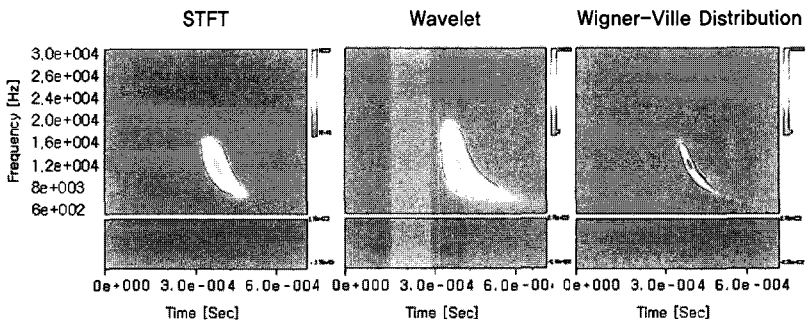 STFT Wavelet Wigner-Ville Distribution
Frequency [Hz]
3.0e+004
2.6e+004
2.4e+004
2.0e+004
1.6e+004
1.2e+004
8e+003
6e+002
0e+000 3.0e-004 6.0e-004 0e+000 3.0e-004 6.0e-004 0e+000 3.0e-004 6.0e-004
Time [Sec] Time [Sec] Time [Sec]